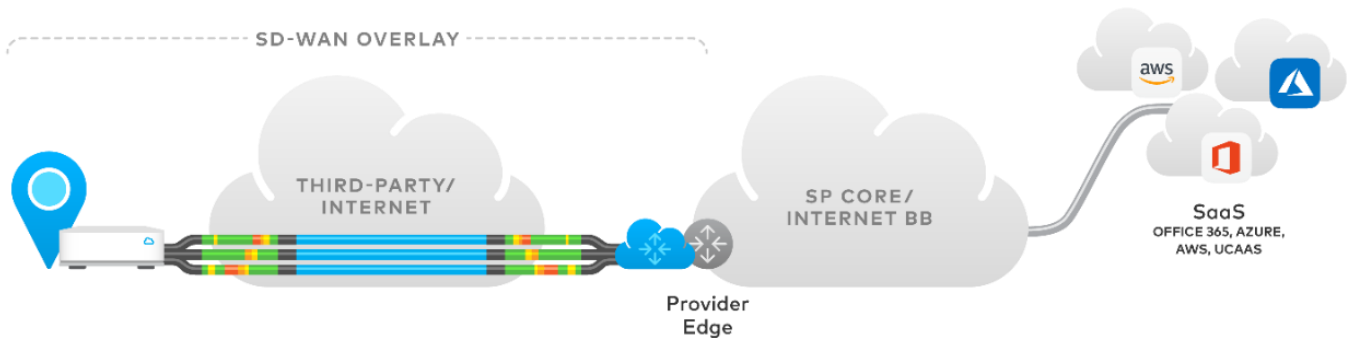 SD-WAN OVERLAY
THIRD-PARTY/
INTERNET
SP CORE/
INTERNET BB
Provider
Edge
aws
SaaS
OFFICE 365, AZURE,
AWS, UCAAS